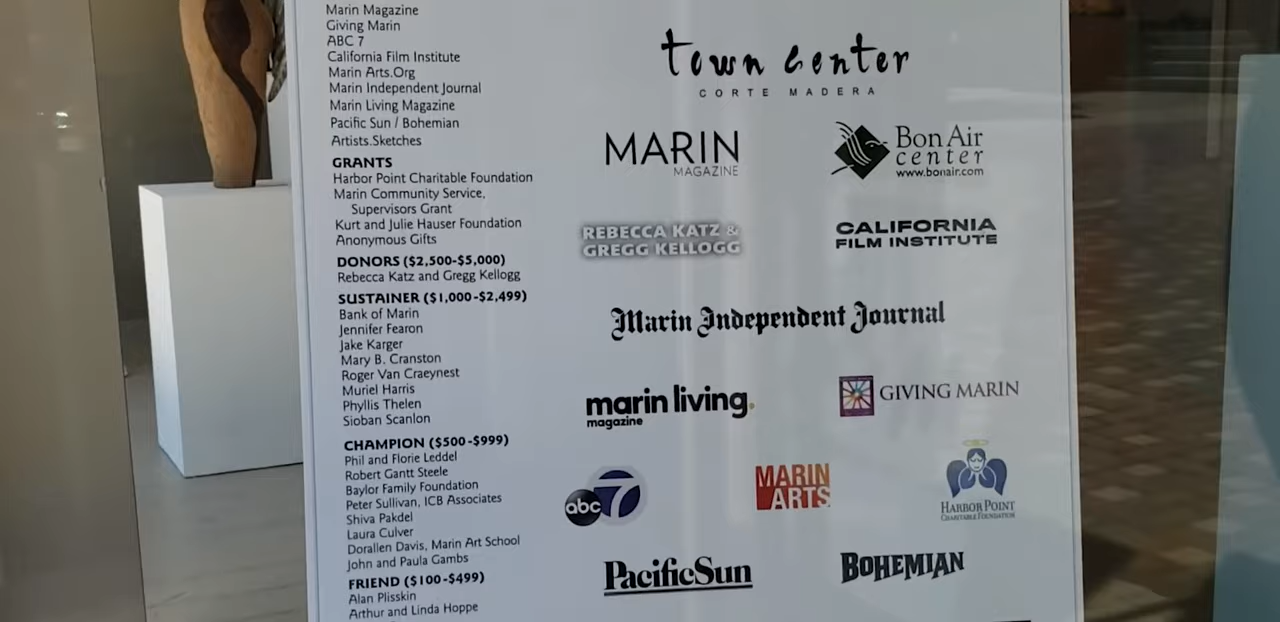 Marin Magazine
Giving Marin
ABC 7
California Film Institute
Marin Arts.Org
Marin Independent Journal
Marin Living Magazine
Pacific Sun / Bohemian
Artists.Sketches
GRANTS
Harbor Point Charitable Foundation
Marin Community Service,
Supervisors Grant
Kurt and Julie Hauser Foundation
Anonymous Gifts
DONORS ($2,500-$5,000)
Rebecca Katz and Gregg Kellogg
SUSTAINER ($1,000-$2,499)
Bank of Marin
Jennifer Fearon
Jake Karger
Mary B. Cranston
Roger Van Craeynest
Muriel Harris
Phyllis Thelen
Sioban Scanlon
CHAMPION ($500-$999)
Phil and Florie Leddel
Robert Gantt Steele
Baylor Family Foundation
Peter Sullivan, ICB Associates
Shiva Pakdel
Laura Culver
Dorallen Davis, Marin Art School
John and Paula Gambs
FRIEND ($100-$499)
Alan Plisskin
Arthur and Linda Hoppe
town center
CORTE MADERA
MARIN
MAGAZINE
Bon Air
center
www.bonair.com
REBECCA KATZ &
GREGG KELLOGG
CALIFORNIA
FILM INSTITUTE
Marin Independent Journal
marin living.
magazine
GIVING MARIN
abc 7
MARIN
ARTS
HARBOR POINT
CHARITABLE FOUNDATION
PacificSun
BOHEMIAN